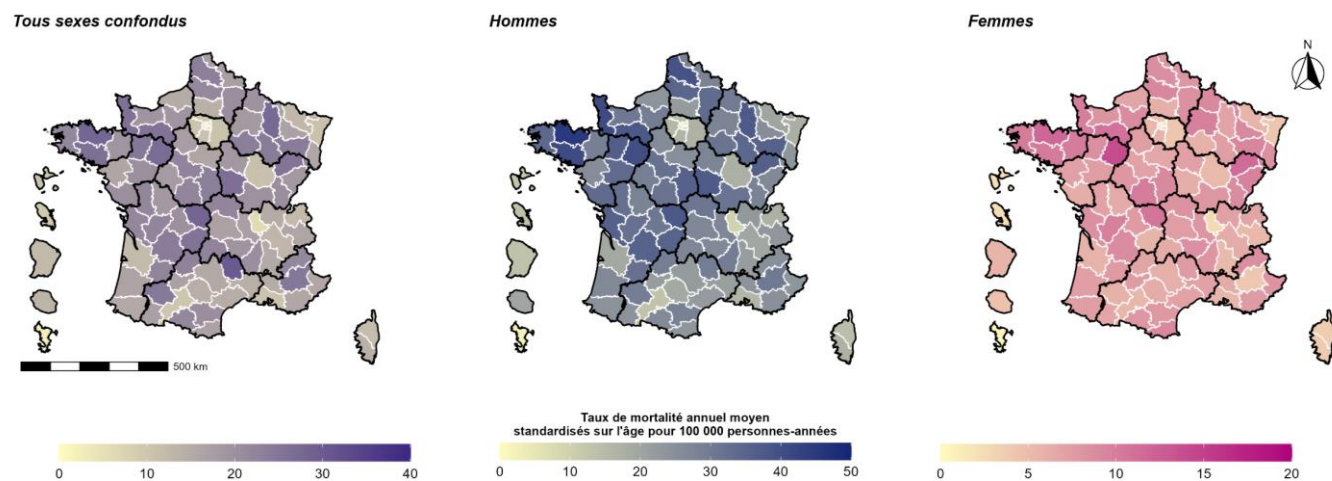 Tous sexes confondus
Hommes
Femmes
N
500 km
Taux de mortalité annuel moyen
standardisés sur l'âge pour 100 000 personnes-années
0 10 20 30 40
0 10 20 30 40 50
0 5 10 15 20